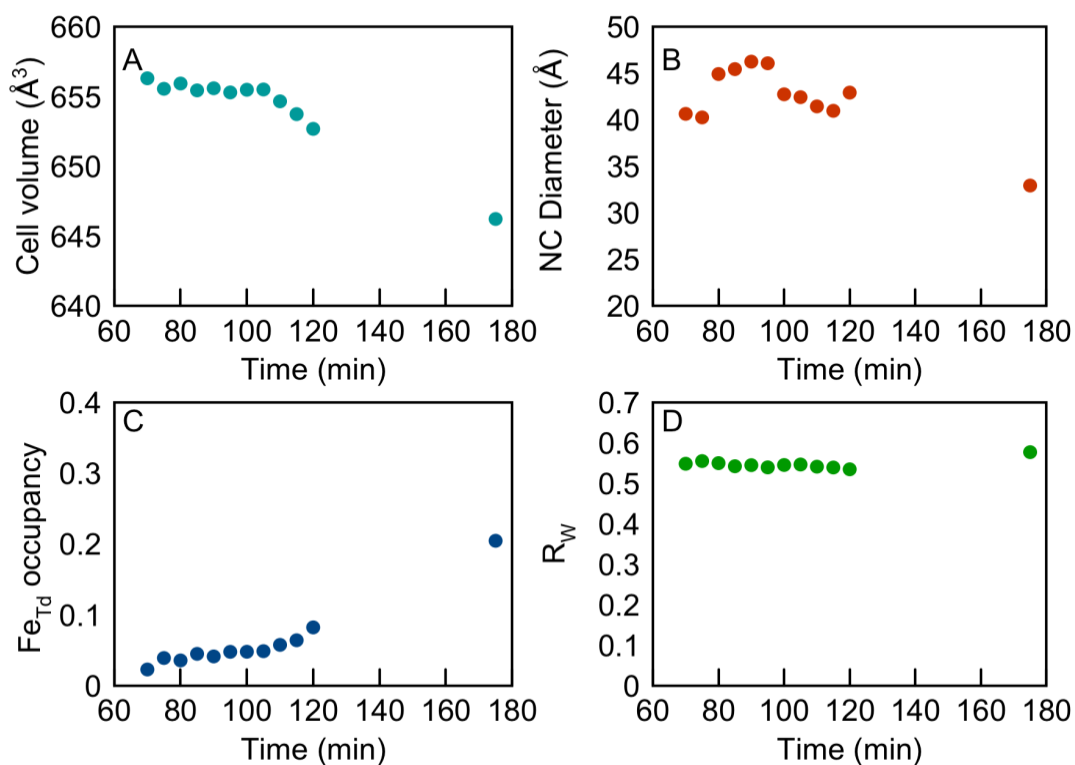 A
Cell volume (Å³)
660
655
650
645
640
60 80 100 120 140 160 180
Time (min)
B
NC Diameter (Å)
50
45
40
35
30
25
20
60 80 100 120 140 160 180
Time (min)
C
Fe_Td occupancy
0.4
0.3
0.2
0.1
0
60 80 100 120 140 160 180
Time (min)
D
R_W
0.7
0.6
0.5
0.4
0.3
0.2
0.1
0
60 80 100 120 140 160 180
Time (min)